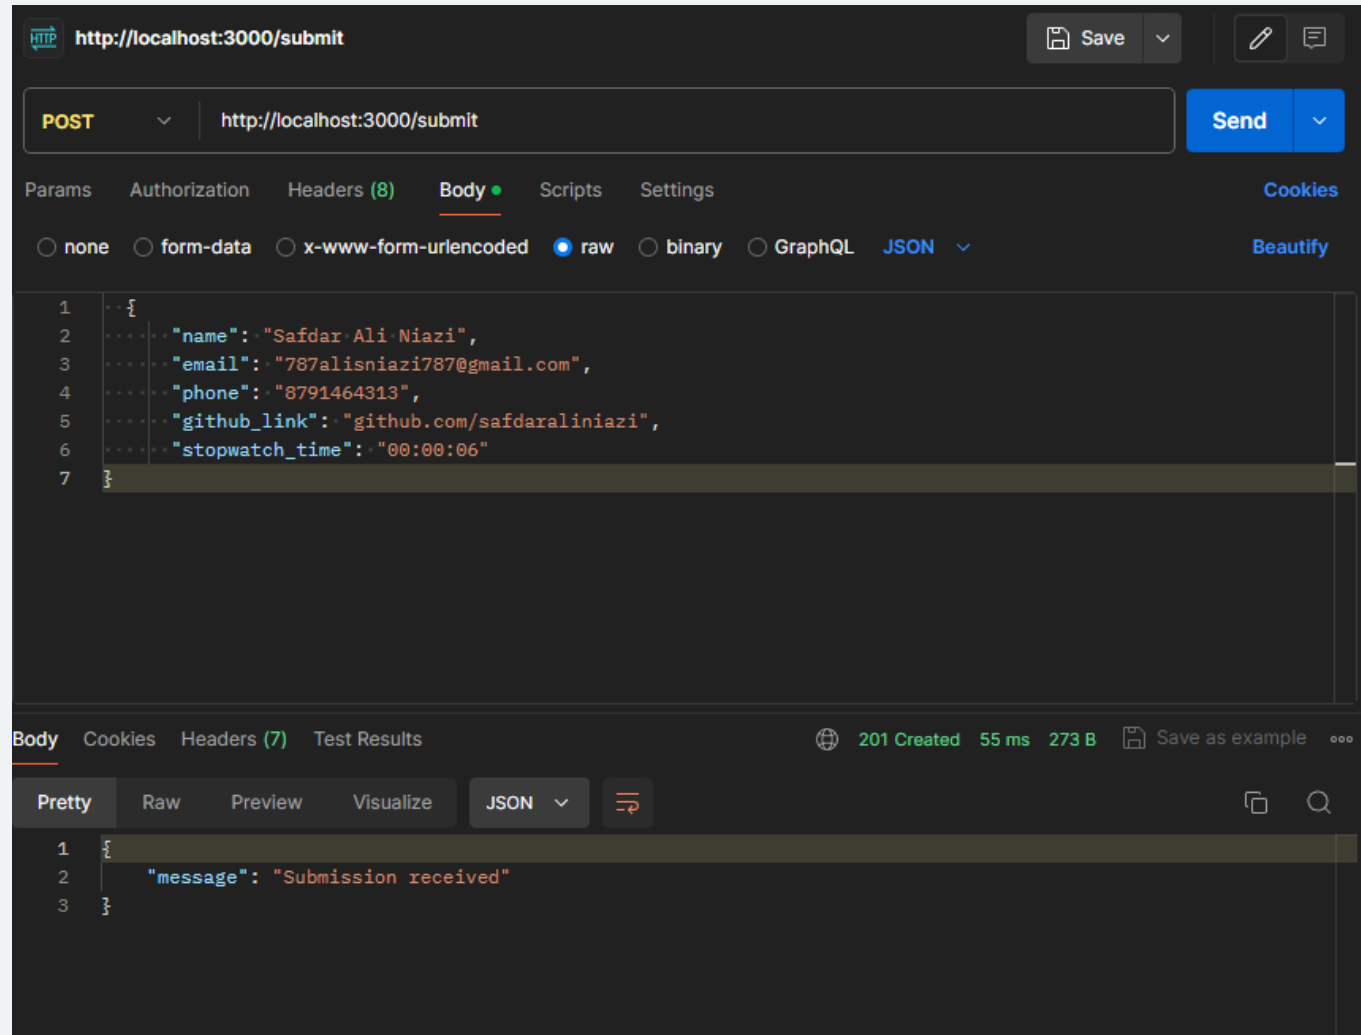 HTTP http://localhost:3000/submit Save
POST http://localhost:3000/submit Send
Params Authorization Headers (8) Body Scripts Settings Cookies
none form-data x-www-form-urlencoded raw binary GraphQL JSON Beautify
1 {
2 "name": "Safdar Ali Niazi",
3 "email": "787alisniazi787@gmail.com",
4 "phone": "8791464313",
5 "github_link": "github.com/safdaraliniazi",
6 "stopwatch_time": "00:00:06"
7 }
Body Cookies Headers (7) Test Results 201 Created 55 ms 273 B Save as example
Pretty Raw Preview Visualize JSON
1 {
2 "message": "Submission received"
3 }